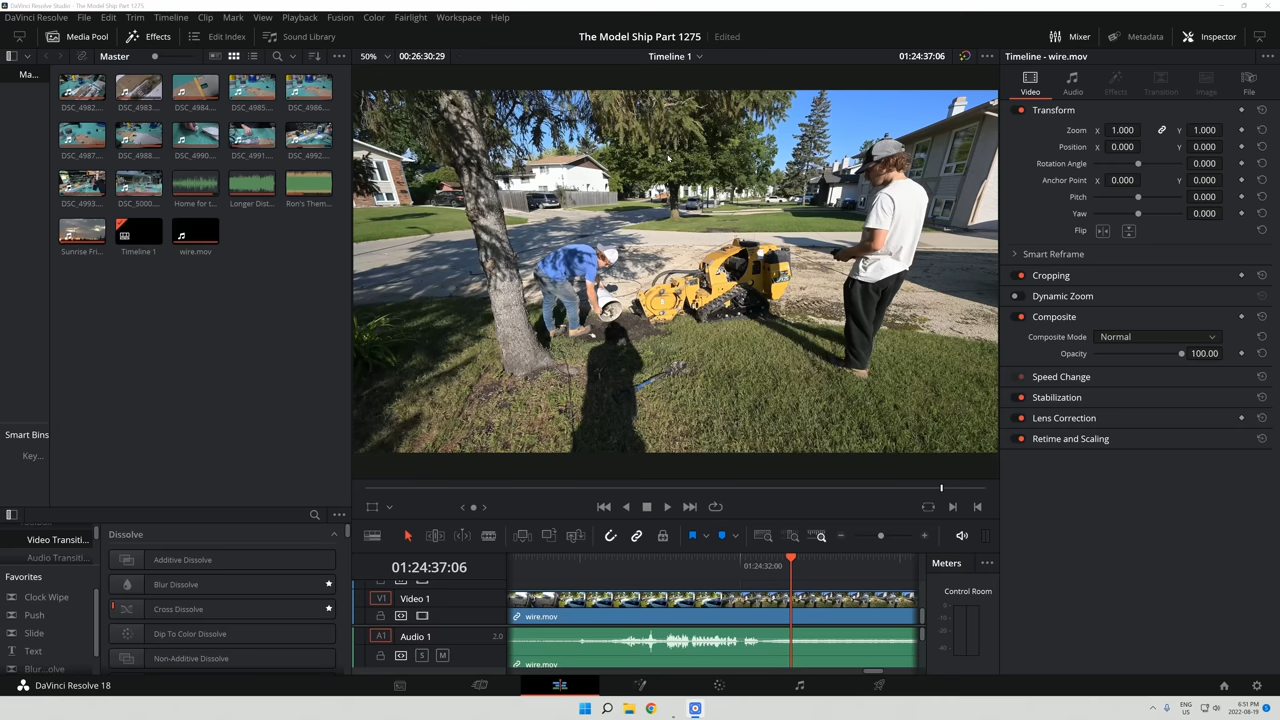 DaVinci Resolve Studio - The Model Ship Part 1275
DaVinci Resolve File Edit Trim Timeline Clip Mark View Playback Fusion Color Fairlight Workspace Help
Media Pool Effects Edit Index Sound Library The Model Ship Part 1275 Edited Mixer Metadata Inspector
Master 50% 00:26:30:29 Timeline 1 01:24:37:06 Timeline - wire.mov
Ma...
Video Audio Effects Transition Image File
DSC_4982... DSC_4983... DSC_4984... DSC_4985... DSC_4986...
DSC_4987... DSC_4988... DSC_4990... DSC_4991... DSC_4992...
DSC_4993... DSC_5000... Home for t... Longer Dist... Ron's Them...
Sunrise Fri... Timeline 1 wire.mov
Transform
Zoom X 1.000 Y 1.000
Position X 0.000 Y 0.000
Rotation Angle 0.000
Anchor Point X 0.000 Y 0.000
Pitch 0.000
Yaw 0.000
Flip
Smart Reframe
Cropping
Dynamic Zoom
Composite
Composite Mode Normal
Opacity 100.00
Speed Change
Stabilization
Lens Correction
Retime and Scaling
Smart Bins
Key...
Video Transiti...
Audio Transiti...
Favorites
Clock Wipe
Push
Slide
Text
Blur...olve
Dissolve
Additive Dissolve
Blur Dissolve
Cross Dissolve
Dip To Color Dissolve
Non-Additive Dissolve
01:24:37:06
01:24:32:00
V1 Video 1
wire.mov
A1 Audio 1 2.0
S M
wire.mov
Meters
Control Room
0
-10
-15
-20
-30
-40
DaVinci Resolve 18
ENG
US
6:51 PM
2022-08-19